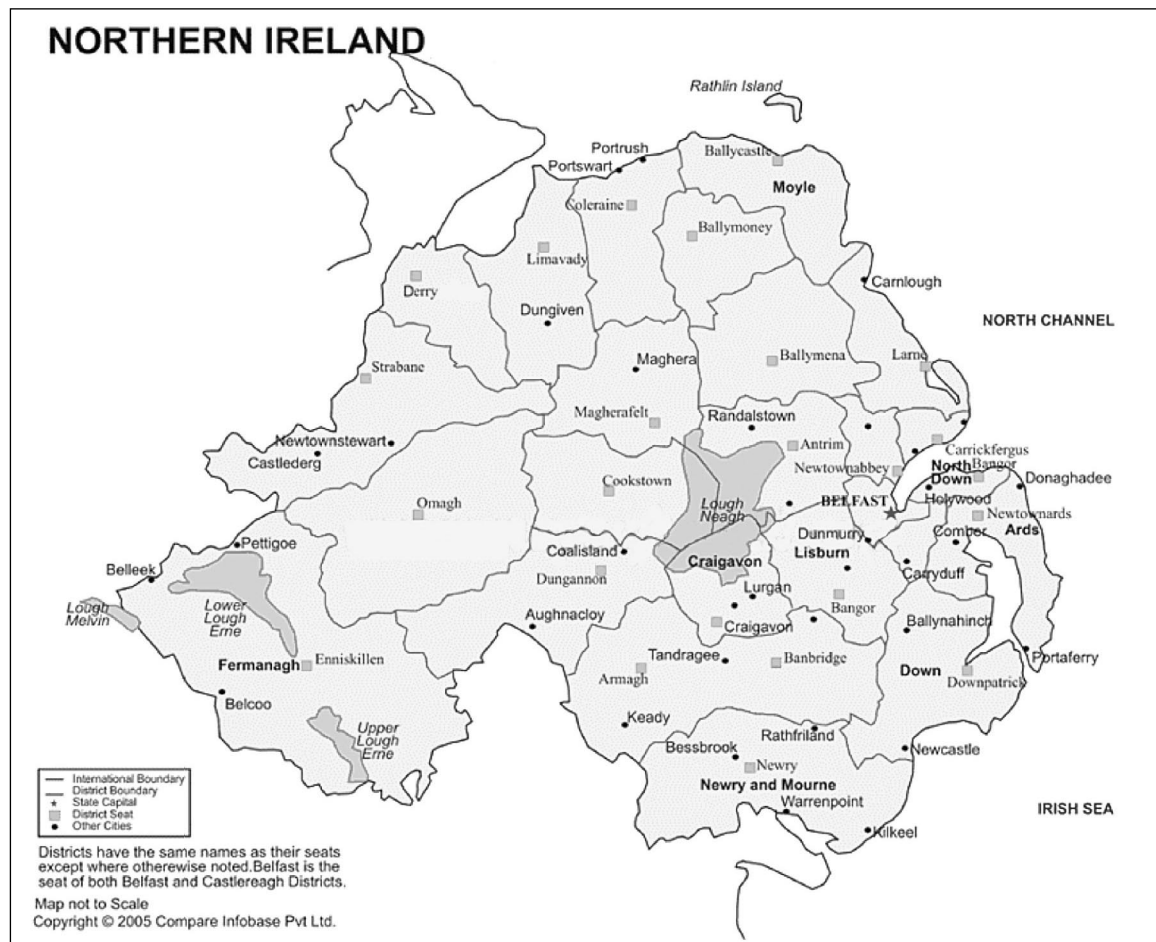 NORTHERN IRELAND
Rathlin Island
Portrush
Portswart
Ballycastle
Moyle
Coleraine
Ballymoney
Limavady
Derry
Carnlough
Dungiven
NORTH CHANNEL
Maghera
Ballymena
Larne
Strabane
Magherafelt
Randalstown
Antrim
Carrickfergus
Newtownstewart
Castlederg
Newtownabbey
North
Down
Bangor
Donaghadee
Cookstown
Omagh
Lough
Neagh
BELFAST
Holywood
Newtownards
Ards
Pettigoe
Coalisland
Dunmurry
Lisburn
Comber
Belleek
Dungannon
Craigavon
Carryduff
Lough
Melvin
Lower
Lough
Erne
Aughnacloy
Lurgan
Bangor
Craigavon
Ballynahinch
Fermanagh
Enniskillen
Tandragee
Banbridge
Armagh
Down
Portaferry
Downpatrick
Belcoo
Keady
Upper
Lough
Erne
Rathfriland
Bessbrook
Newry
Newcastle
Newry and Mourne
Warrenpoint
Kilkeel
IRISH SEA
International Boundary
District Boundary
State Capital
District Seat
Other Cities
Districts have the same names as their seats
except where otherewise noted.Belfast is the
seat of both Belfast and Castlereagh Districts.
Map not to Scale
Copyright © 2005 Compare Infobase Pvt Ltd.